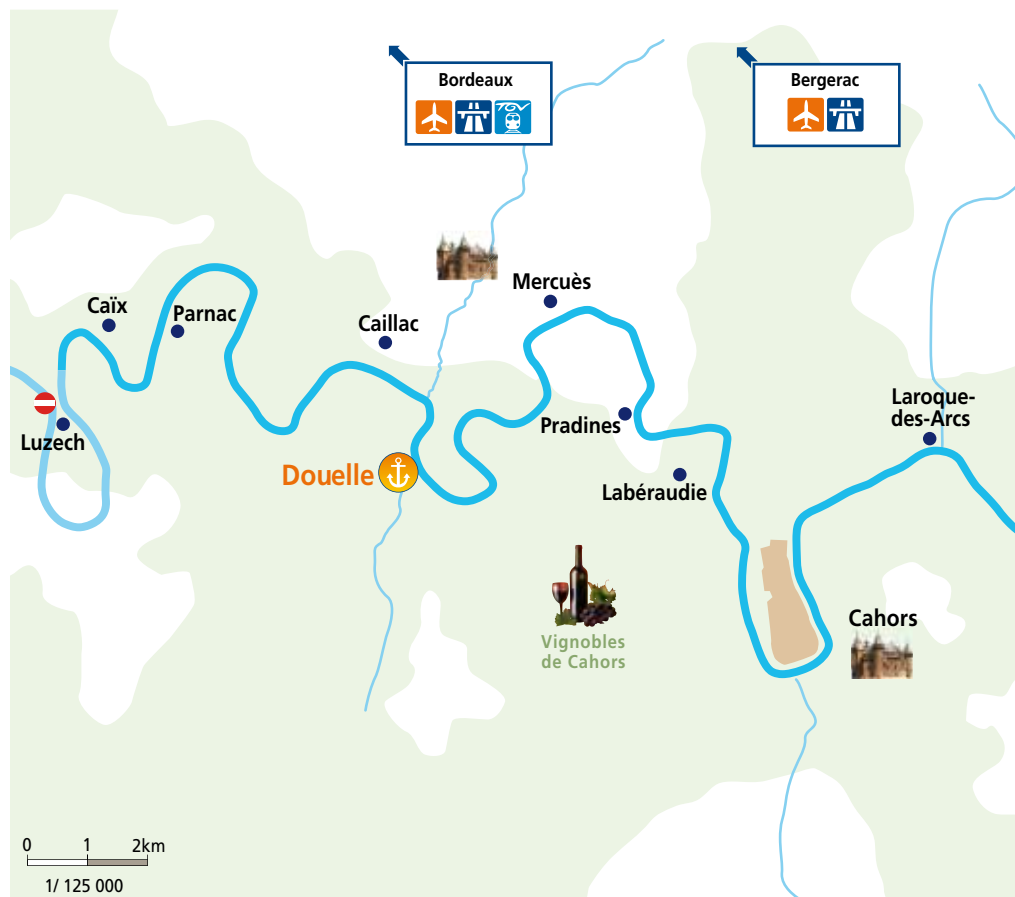 Bordeaux
TGV
Bergerac
Mercuès
Caïx
Parnac
Caillac
Laroque-
des-Arcs
Pradines
Luzech
Douelle
Labéraudie
Cahors
Vignobles
de Cahors
0 1 2km
1/ 125 000